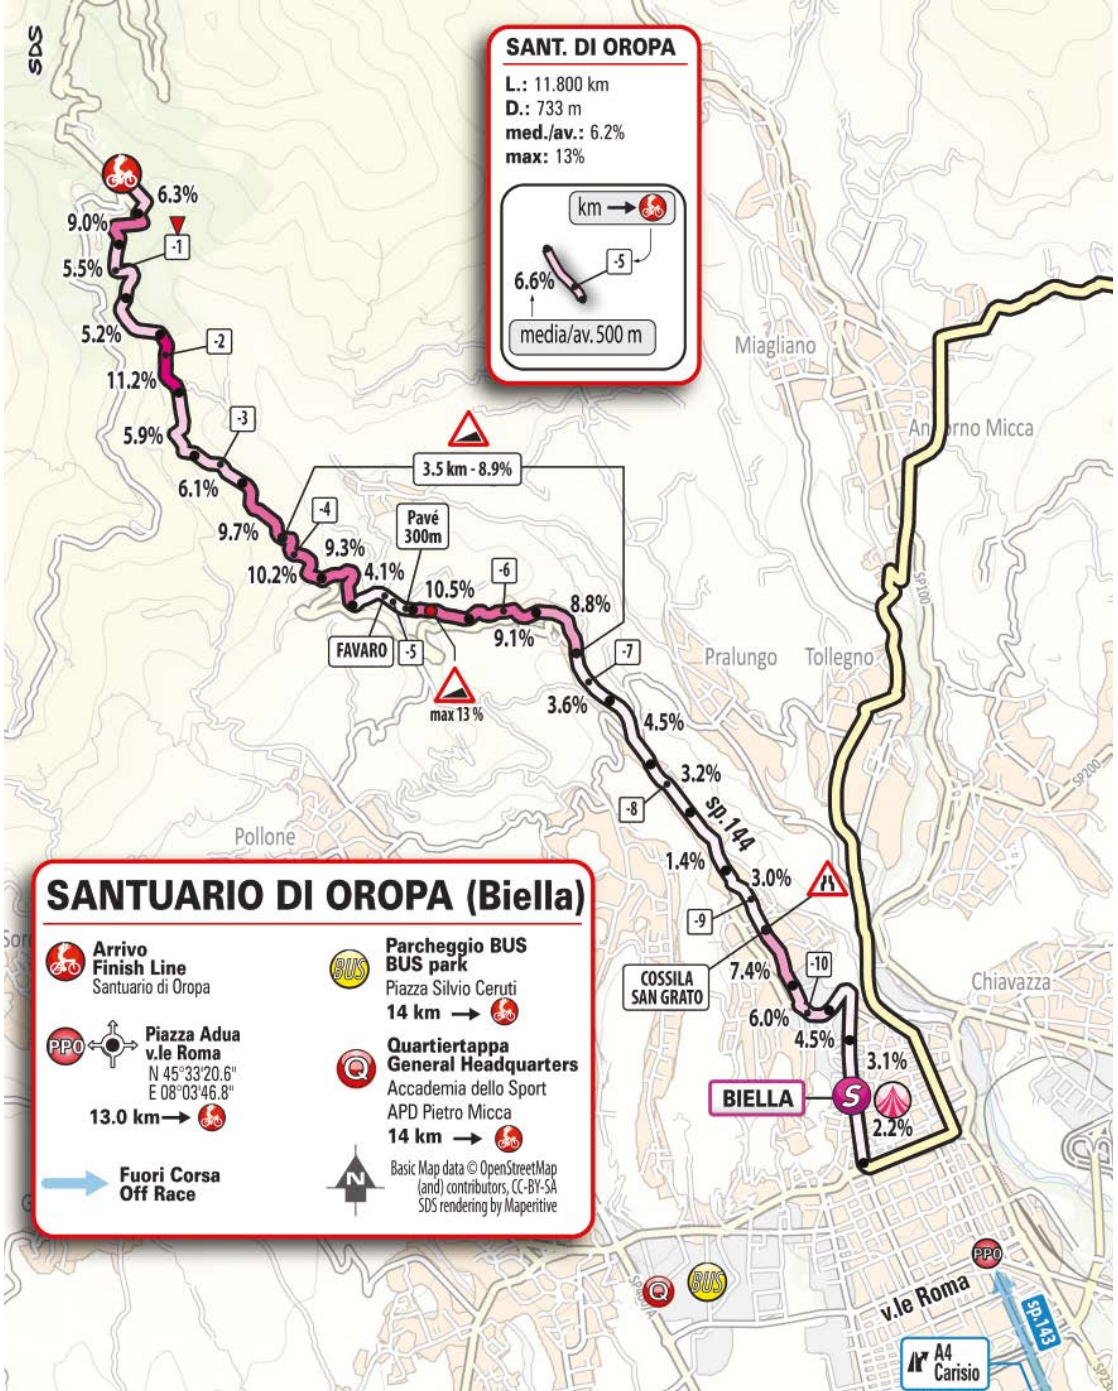 SDS
SANT. DI OROPA
L.: 11.800 km
D.: 733 m
med./av.: 6.2%
max: 13%
km
-5
6.6%
media/av. 500 m
6.3%
9.0%
-1
5.5%
5.2%
-2
11.2%
-3
5.9%
6.1%
3.5 km - 8.9%
9.7%
-4
Pavé
300m
9.3%
10.2%
4.1%
10.5%
-6
8.8%
9.1%
FAVARO
-5
max 13 %
-7
3.6%
4.5%
3.2%
-8
sp.144
1.4%
3.0%
-9
COSSILA
SAN GRATO
7.4%
-10
6.0%
4.5%
3.1%
BIELLA
S
2.2%
Miagliano
An orno Micca
SP100
Pralungo
Tollegno
SP200
Pollone
Chiavazza
SANTUARIO DI OROPA (Biella)
Arrivo
Finish Line
Santuario di Oropa
PPO
Piazza Adua
v.le Roma
N 45°33'20.6"
E 08°03'46.8"
13.0 km
Fuori Corsa
Off Race
BUS
Parcheggio BUS
BUS park
Piazza Silvio Ceruti
14 km
Q
Quartiertappa
General Headquarters
Accademia dello Sport
APD Pietro Micca
14 km
N
Basic Map data © OpenStreetMap
(and) contributors, CC-BY-SA
SDS rendering by Maperitive
Q
BUS
PPO
v.le Roma
sp.143
A4
Carisio